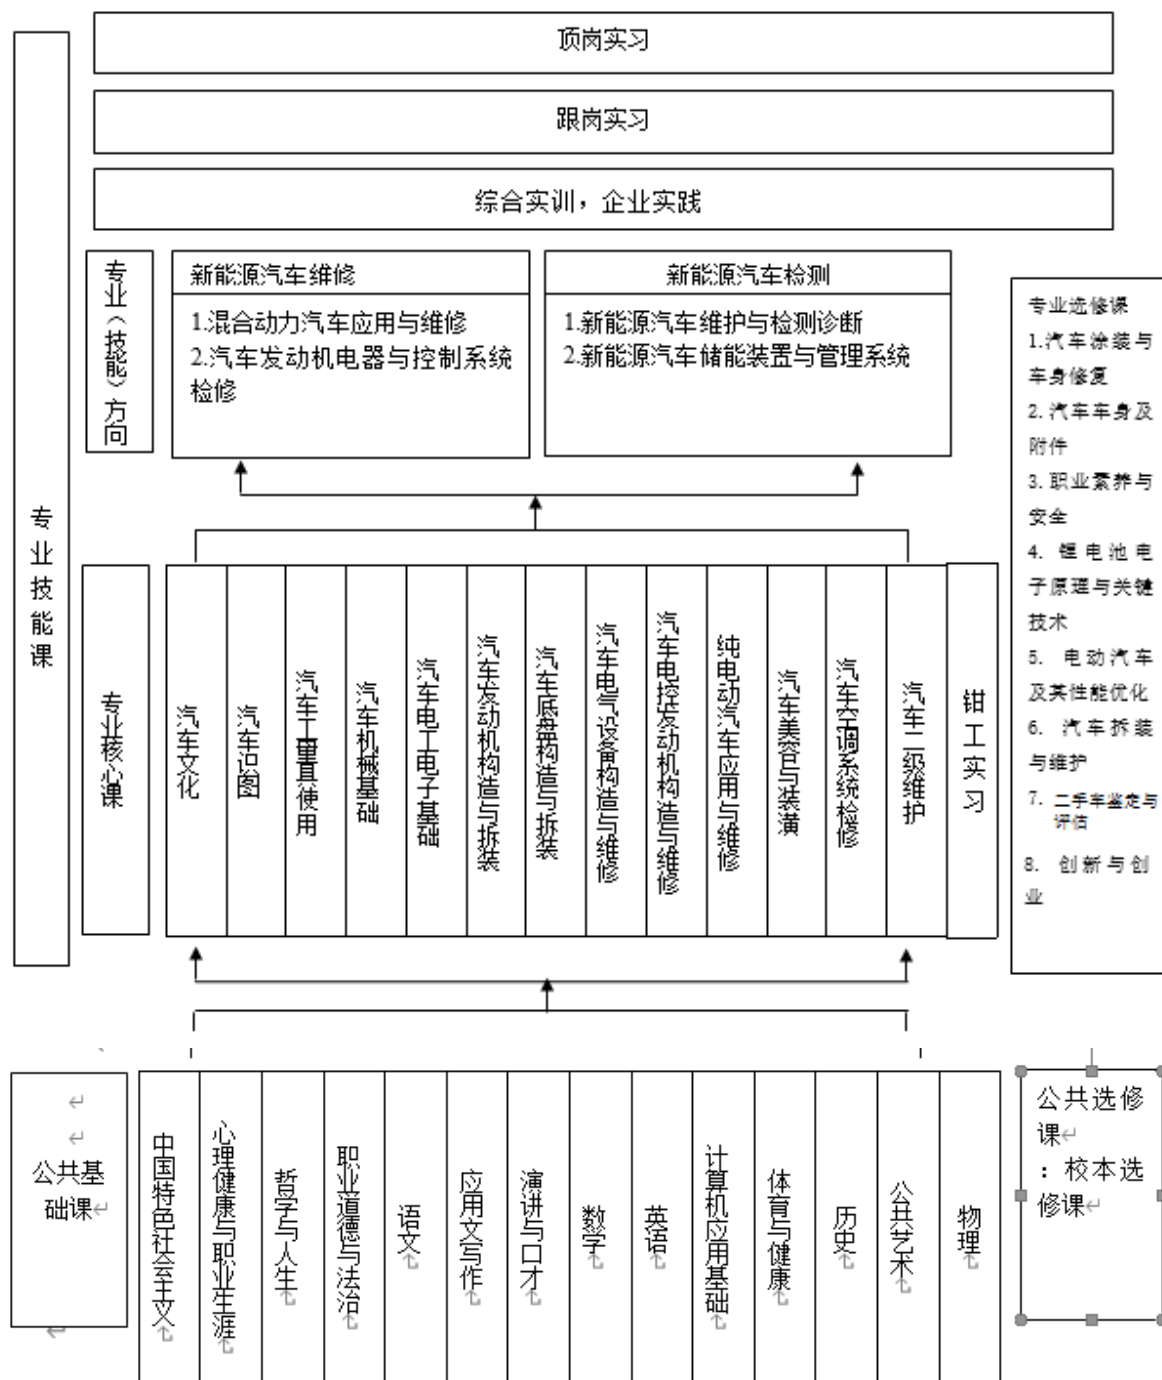 顶岗实习
跟岗实习
综合实训，企业实践
专业技能课
专业（技能）方向
新能源汽车维修
1.混合动力汽车应用与维修
2.汽车发动机电器与控制系统
检修
新能源汽车检测
1.新能源汽车维护与检测诊断
2.新能源汽车储能装置与管理系统
专业选修课
1.汽车涂装与
车身修复
2.汽车车身及
附件
3.职业素养与
安全
4. 锂电池电
子原理与关键
技术
5. 电动汽车
及其性能优化
6. 汽车拆装
与维护
7. 二手车鉴定与
评估
8. 创新与创
业
专业核心课
汽车文化
汽车识图
汽车工量具使用
汽车机械基础
汽车电工电子基础
汽车发动机构造与拆装
汽车底盘构造与拆装
汽车电气设备构造与维修
汽车电控发动机构造与维修
纯电动汽车应用与维修
汽车美容与装潢
汽车空调系统检修
汽车二级维护
钳工实习
公共基
础课
中国特色社会主义
心理健康与职业生涯
哲学与人生
职业道德与法治
语文
应用文写作
演讲与口才
数学
英语
计算机应用基础
体育与健康
历史
公共艺术
物理
公共选修
课
：校本选
修课